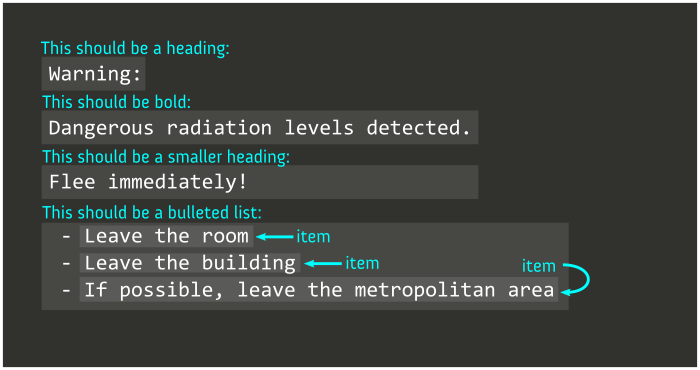 This should be a heading:
Warning:
This should be bold:
Dangerous radiation levels detected.
This should be a smaller heading:
Flee immediately!
This should be a bulleted list:
- Leave the room item
- Leave the building item item
- If possible, leave the metropolitan area